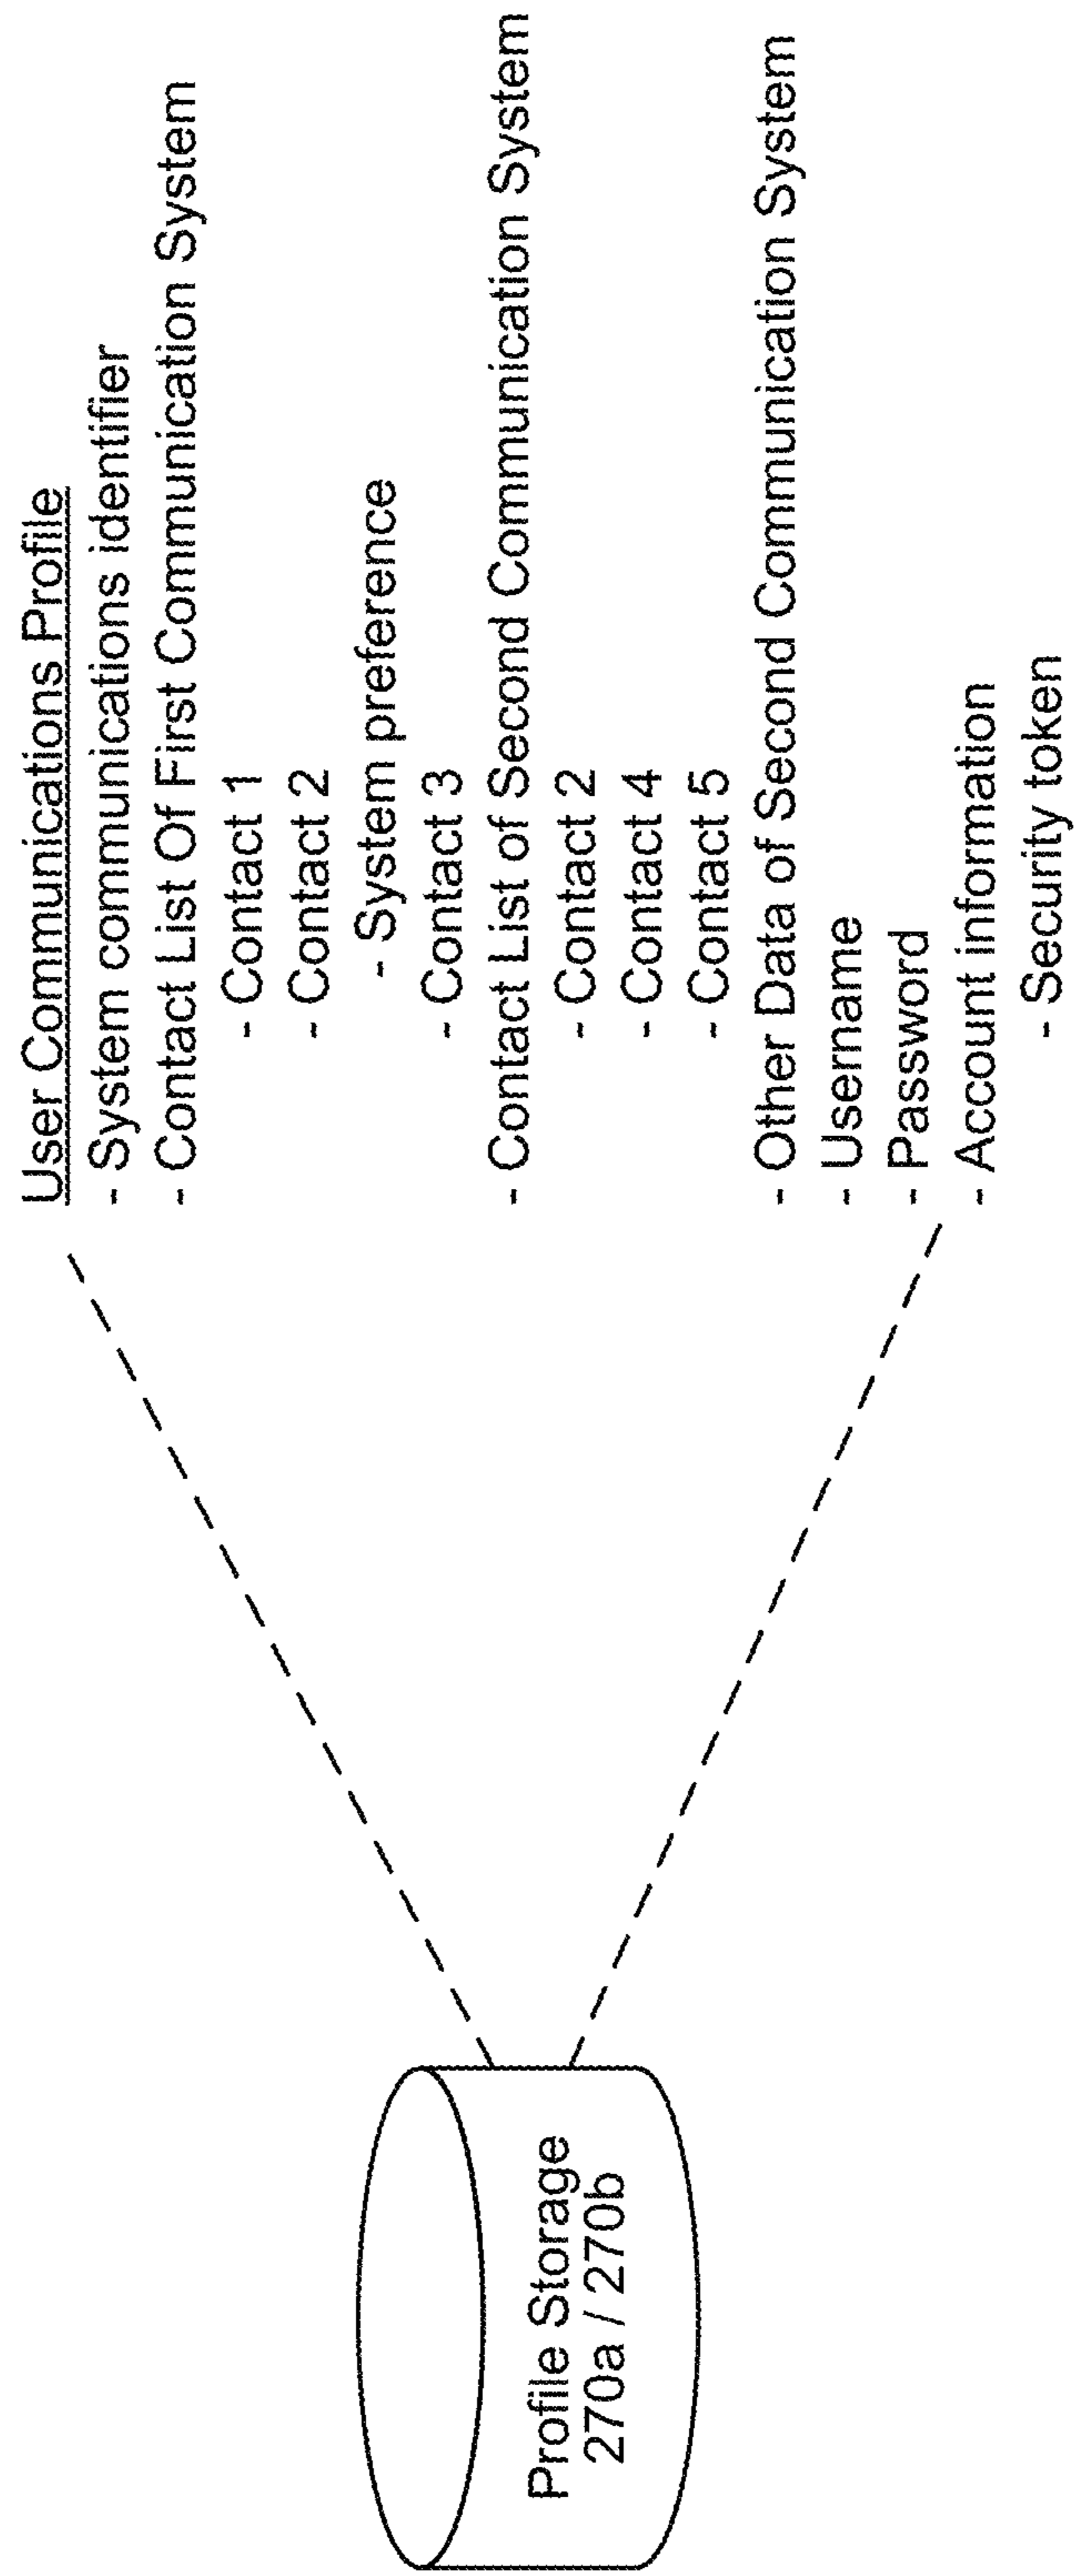 User Communications Profile
- System communications identifier
- Contact List Of First Communication System
- Contact 1
- Contact 2
- System preference
- Contact 3
- Contact List of Second Communication System
- Contact 2
- Contact 4
- Contact 5
- Other Data of Second Communication System
- Username
- Password
- Account information
- Security token
Profile Storage
270a / 270b